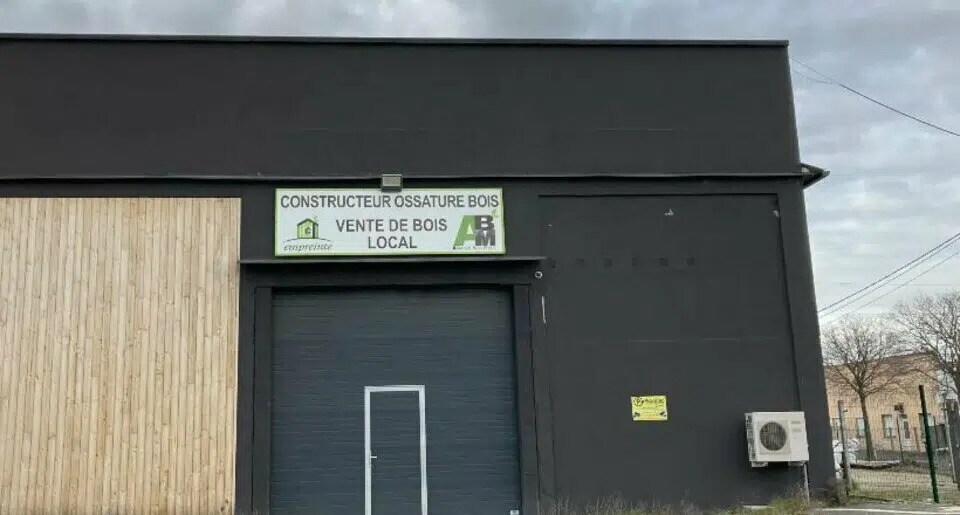 CONSTRUCTEUR OSSATURE BOIS
VENTE DE BOIS
LOCAL
empreinte
ABM